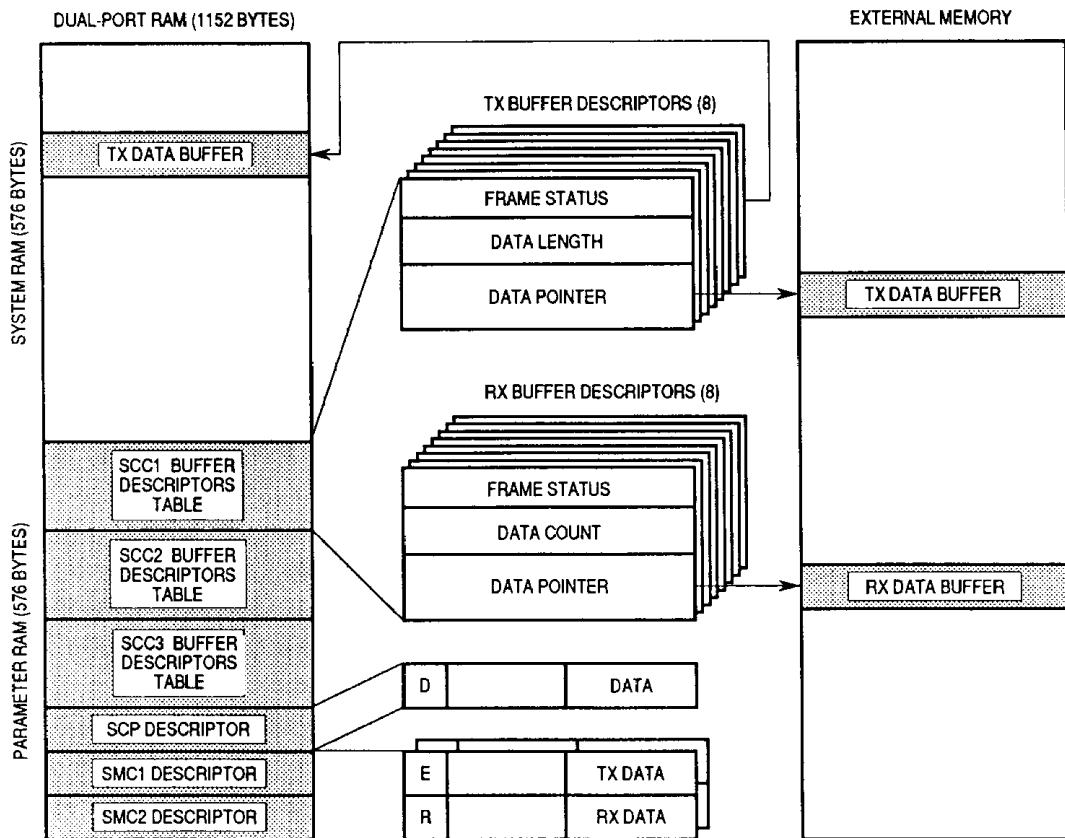 DUAL-PORT RAM (1152 BYTES)
EXTERNAL MEMORY
SYSTEM RAM (576 BYTES)
PARAMETER RAM (576 BYTES)
TX DATA BUFFER
SCC1 BUFFER
DESCRIPTORS
TABLE
SCC2 BUFFER
DESCRIPTORS
TABLE
SCC3 BUFFER
DESCRIPTORS
TABLE
SCP DESCRIPTOR
SMC1 DESCRIPTOR
SMC2 DESCRIPTOR
TX BUFFER DESCRIPTORS (8)
FRAME STATUS
DATA LENGTH
DATA POINTER
RX BUFFER DESCRIPTORS (8)
FRAME STATUS
DATA COUNT
DATA POINTER
D DATA
E TX DATA
R RX DATA
TX DATA BUFFER
RX DATA BUFFER